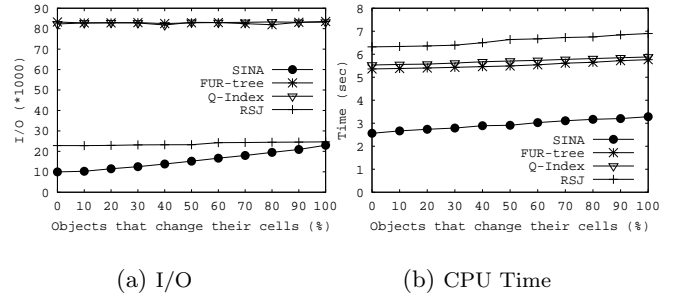 90
80
70
60
50
40
30
20
10
0
I/O (*1000)
SINA
FUR-tree
Q-Index
RSJ
0 10 20 30 40 50 60 70 80 90 100
Objects that change their cells (%)
(a) I/O
8
7
6
5
4
3
2
1
0
Time (sec)
SINA
FUR-tree
Q-Index
RSJ
0 10 20 30 40 50 60 70 80 90 100
Objects that change their cells (%)
(b) CPU Time